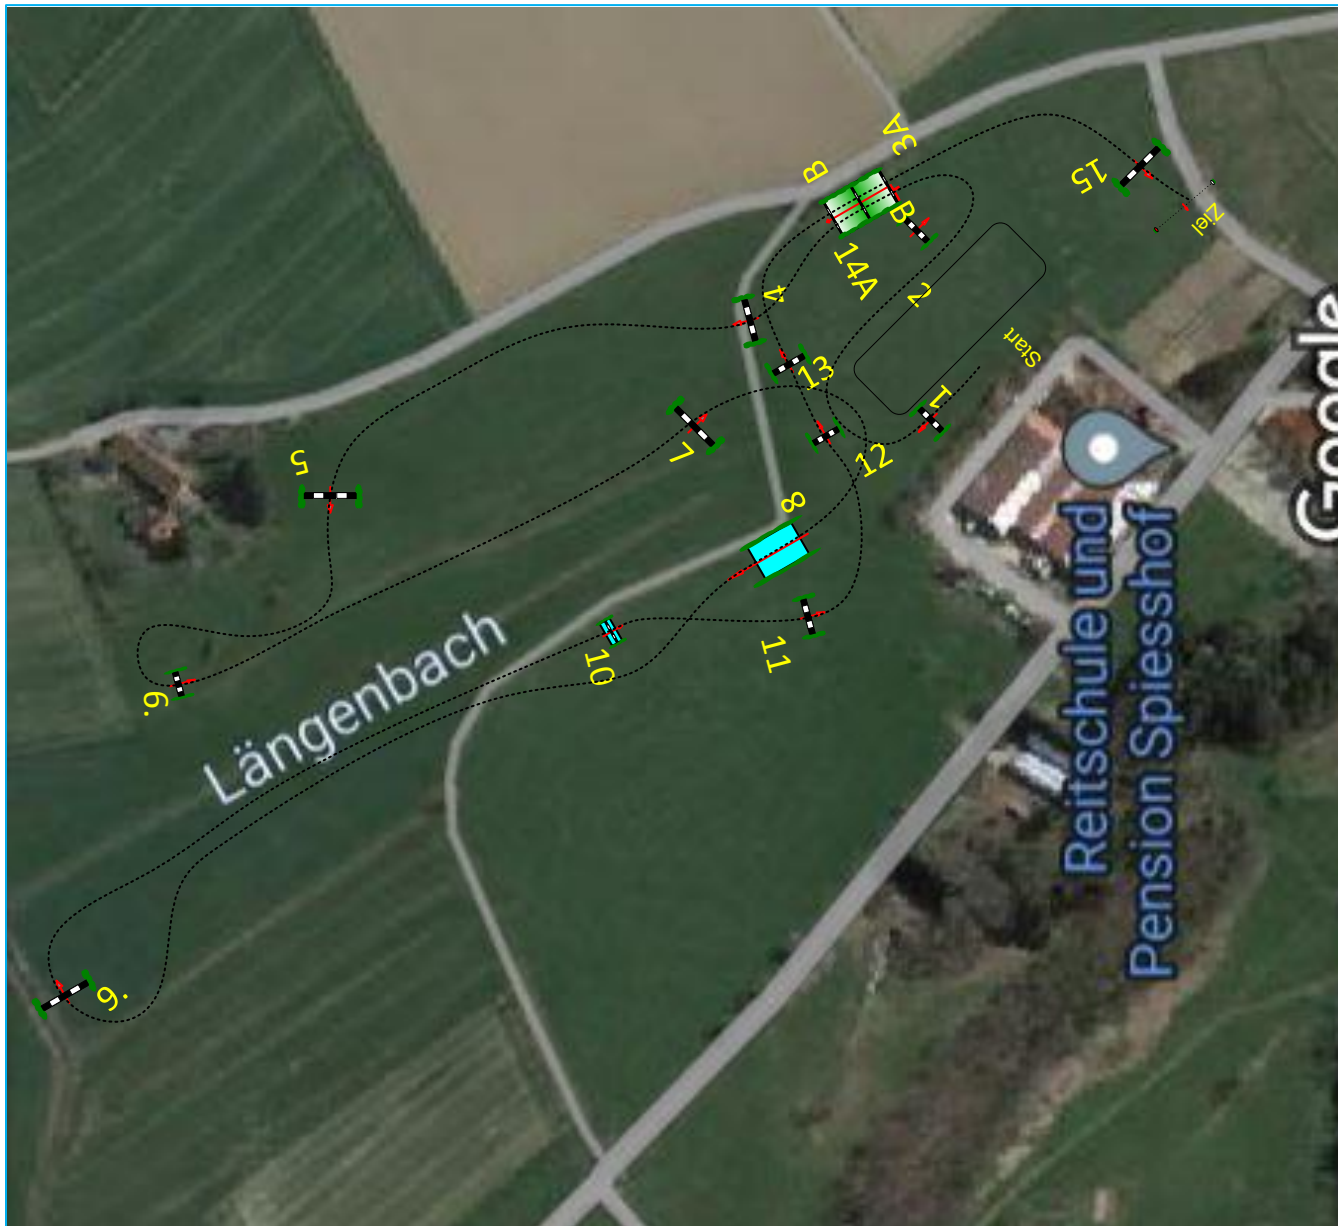 3A
B
15
B
Ziel
14A
2
4
Start
13
1
5
7
12
8
Google
Längenbach
10
11
6.
9.
Reitschule und
Pension Spiesshof